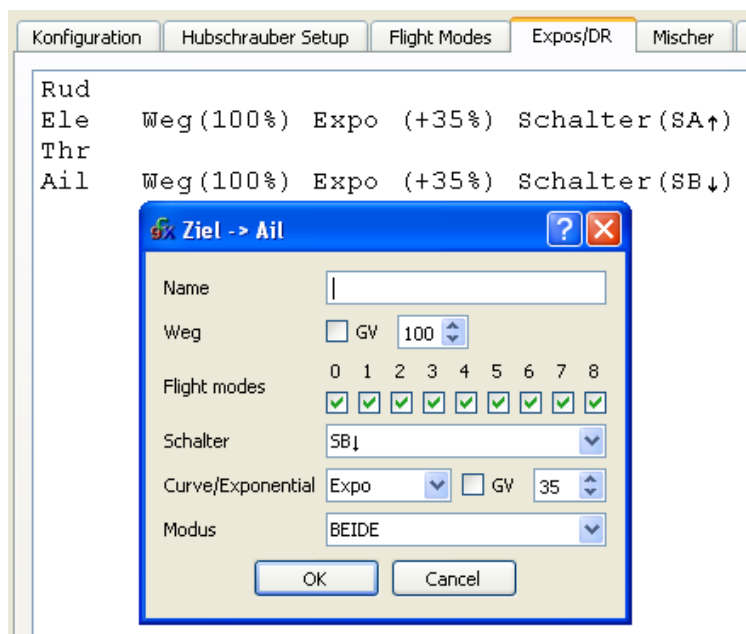 Konfiguration Hubschrauber Setup Flight Modes Expos/DR Mischer
Rud
Ele Weg(100%) Expo (+35%) Schalter(SA↑)
Thr
Ail Weg(100%) Expo (+35%) Schalter(SB↓)
Ziel -> Ail
Name
Weg GV 100
0 1 2 3 4 5 6 7 8
Flight modes
Schalter SB↓
Curve/Exponential Expo GV 35
Modus BEIDE
OK Cancel